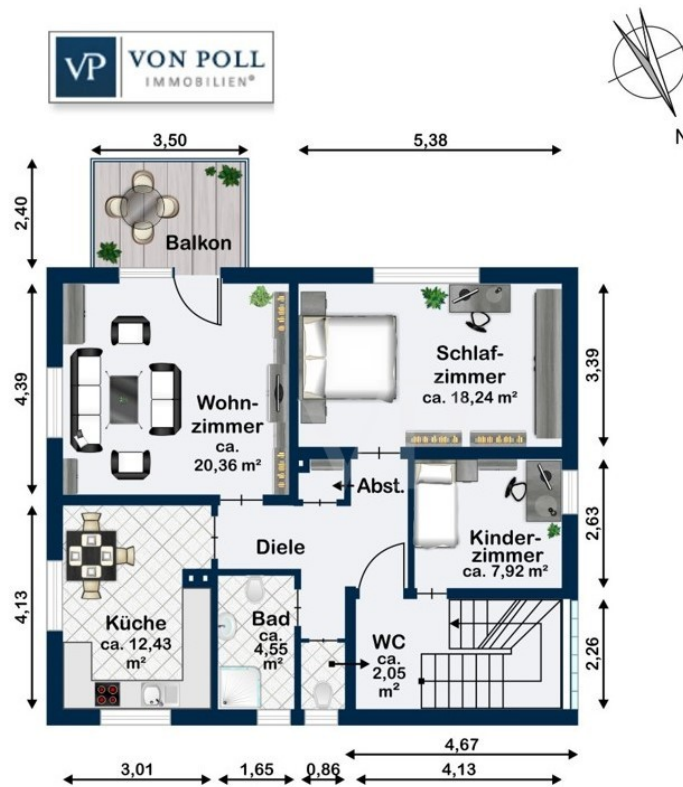 VP
VON POLL
IMMOBILIEN®
N
3,50
5,38
2,40
Balkon
4,39
Wohn-
zimmer
ca.
20,36 m²
Schlaf-
zimmer
ca. 18,24 m²
3,39
Abst.
Diele
Kinder-
zimmer
ca. 7,92 m²
2,63
4,13
Küche
ca. 12,43
m²
Bad
ca.
4,55
m²
WC
ca.
2,05
m²
2,26
4,67
3,01
1,65
0,86
4,13